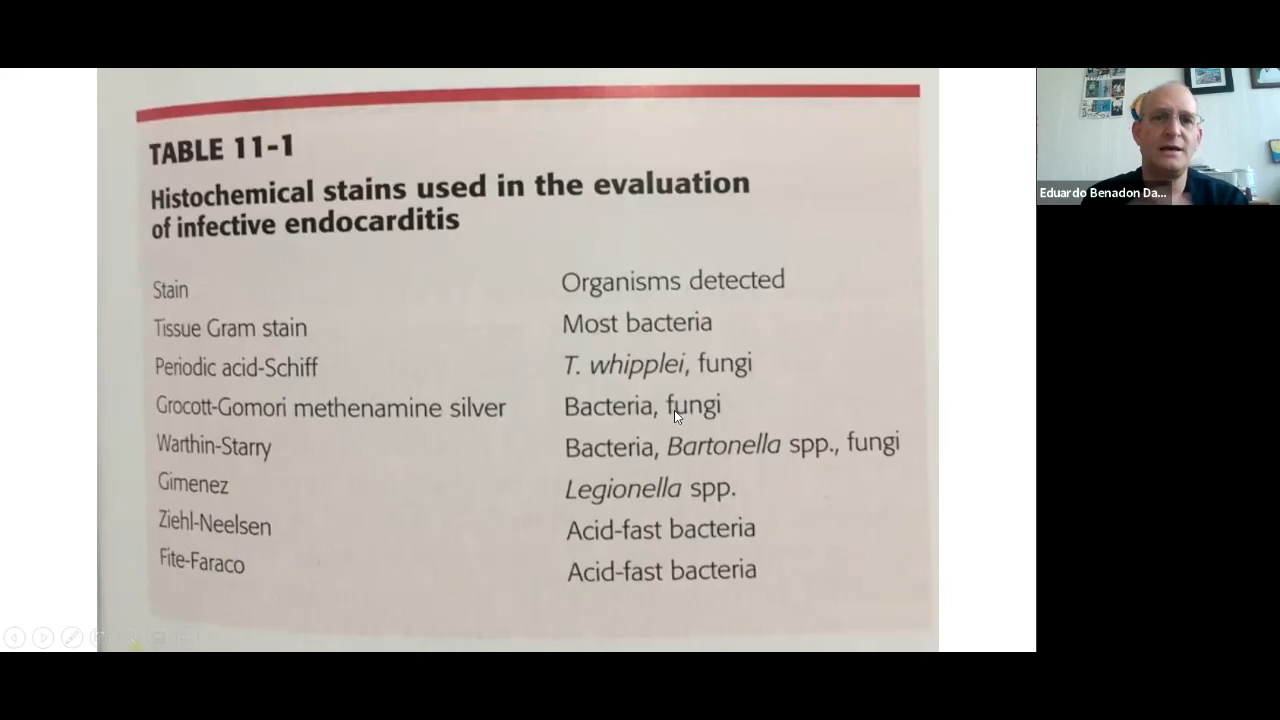 TABLE 11-1
Histochemical stains used in the evaluation
of infective endocarditis
Stain Organisms detected
Tissue Gram stain Most bacteria
Periodic acid-Schiff T. whipplei, fungi
Grocott-Gomori methenamine silver Bacteria, fungi
Warthin-Starry Bacteria, Bartonella spp., fungi
Gimenez Legionella spp.
Ziehl-Neelsen Acid-fast bacteria
Fite-Faraco Acid-fast bacteria
Eduardo Benadon Da...